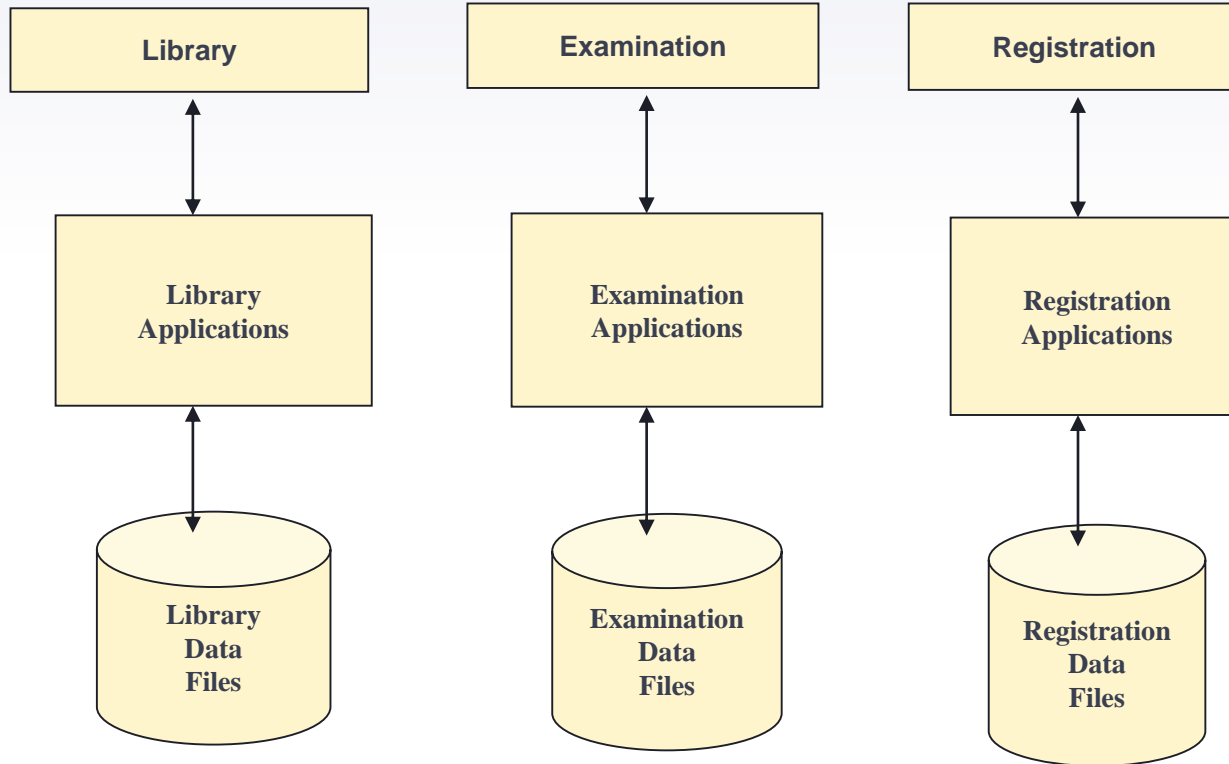 Library
Examination
Registration
Library
Applications
Examination
Applications
Registration
Applications
Library
Data
Files
Examination
Data
Files
Registration
Data
Files